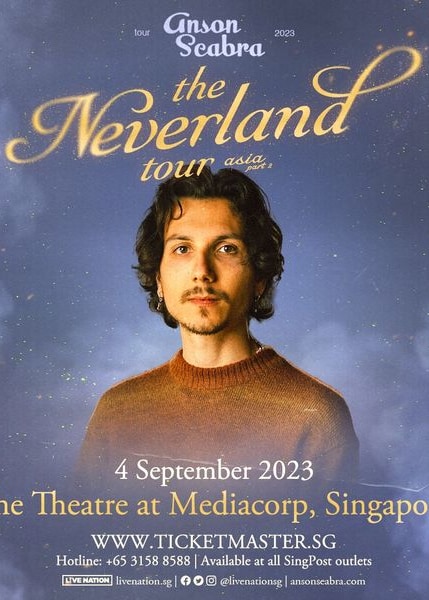 tour Anson Seabra 2023
the
Neverland
tour asia part 2
4 September 2023
he Theatre at Mediacorp, Singapo
WWW.TICKETMASTER.SG
Hotline: +65 3158 8588 | Available at all SingPost outlets
LIVE NATION livenation.sg | @livenationsg | ansonseabra.com